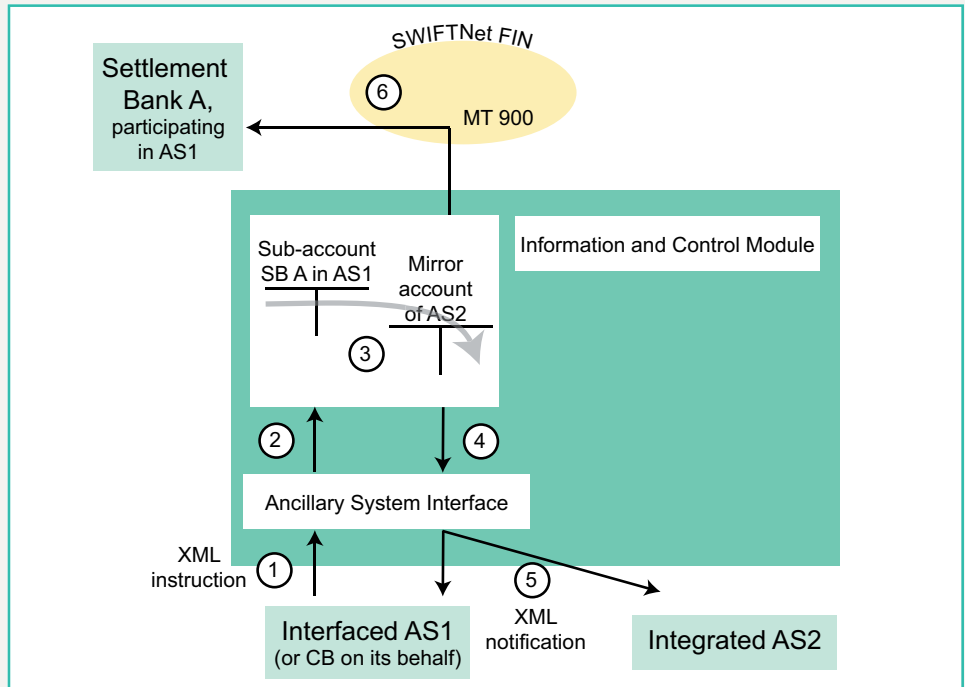 SWIFTNet FIN
Settlement
Bank A,
participating
in AS1
6
MT 900
Information and Control Module
Sub-account
SB A in AS1
Mirror
account
of AS2
3
2
4
Ancillary System Interface
XML
instruction
1
5
XML
notification
Interfaced AS1
(or CB on its behalf)
Integrated AS2